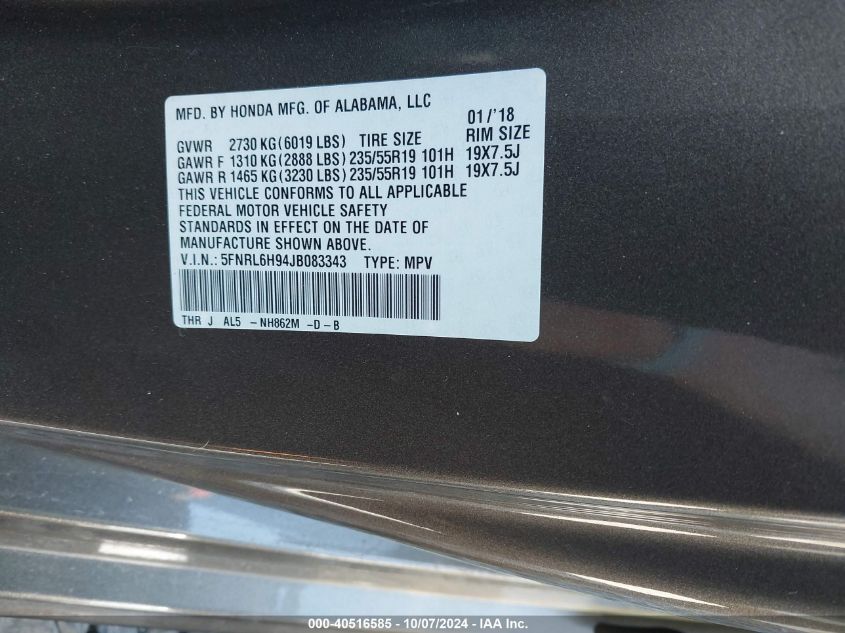 MFD. BY HONDA MFG. OF ALABAMA, LLC
01/'18
GVWR 2730 KG(6019 LBS) TIRE SIZE RIM SIZE
GAWR F 1310 KG(2888 LBS) 235/55R19 101H 19X7.5J
GAWR R 1465 KG(3230 LBS) 235/55R19 101H 19X7.5J
THIS VEHICLE CONFORMS TO ALL APPLICABLE
FEDERAL MOTOR VEHICLE SAFETY
STANDARDS IN EFFECT ON THE DATE OF
MANUFACTURE SHOWN ABOVE.
V.I.N.: 5FNRL6H94JB083343 TYPE: MPV
THR J AL5 -NH862M -D-B
000-40516585 - 10/07/2024 - IAAI.com.